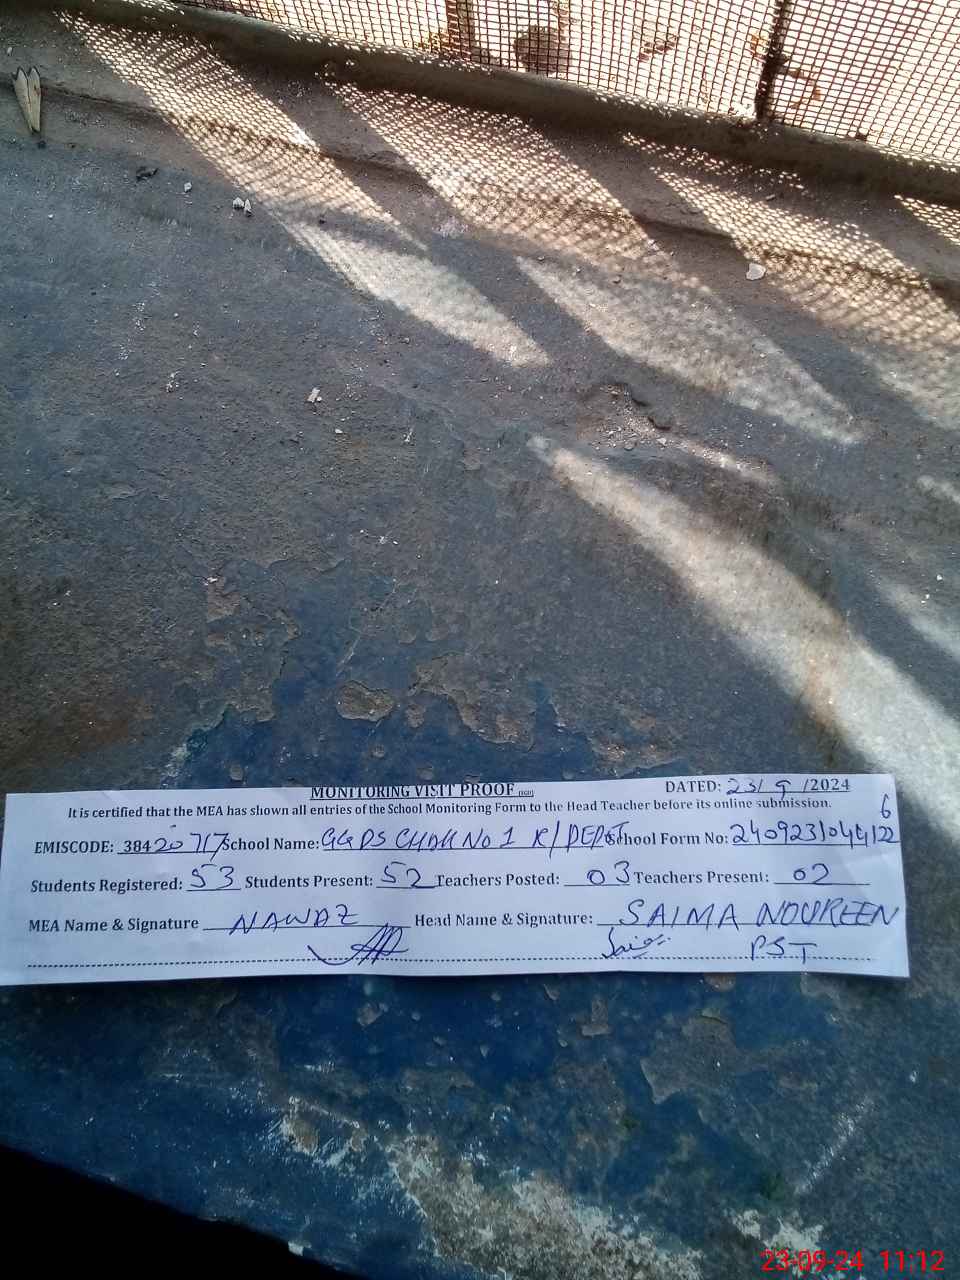 MONITORING VISIT PROOF DATED: 23/9/2024
It is certified that the MEA has shown all entries of the School Monitoring Form to the Head Teacher before its online submission.
EMISCODE: 38420717 School Name: GGPS CHAK No 1 R/DEPT School Form No:
Students Registered: 53 Students Present: 52 Teachers Posted: 03 Teachers Present: 02
MEA Name & Signature NAWAZ Head Name & Signature: SAIMA NOUREEN
PST
23-09-24 11:12